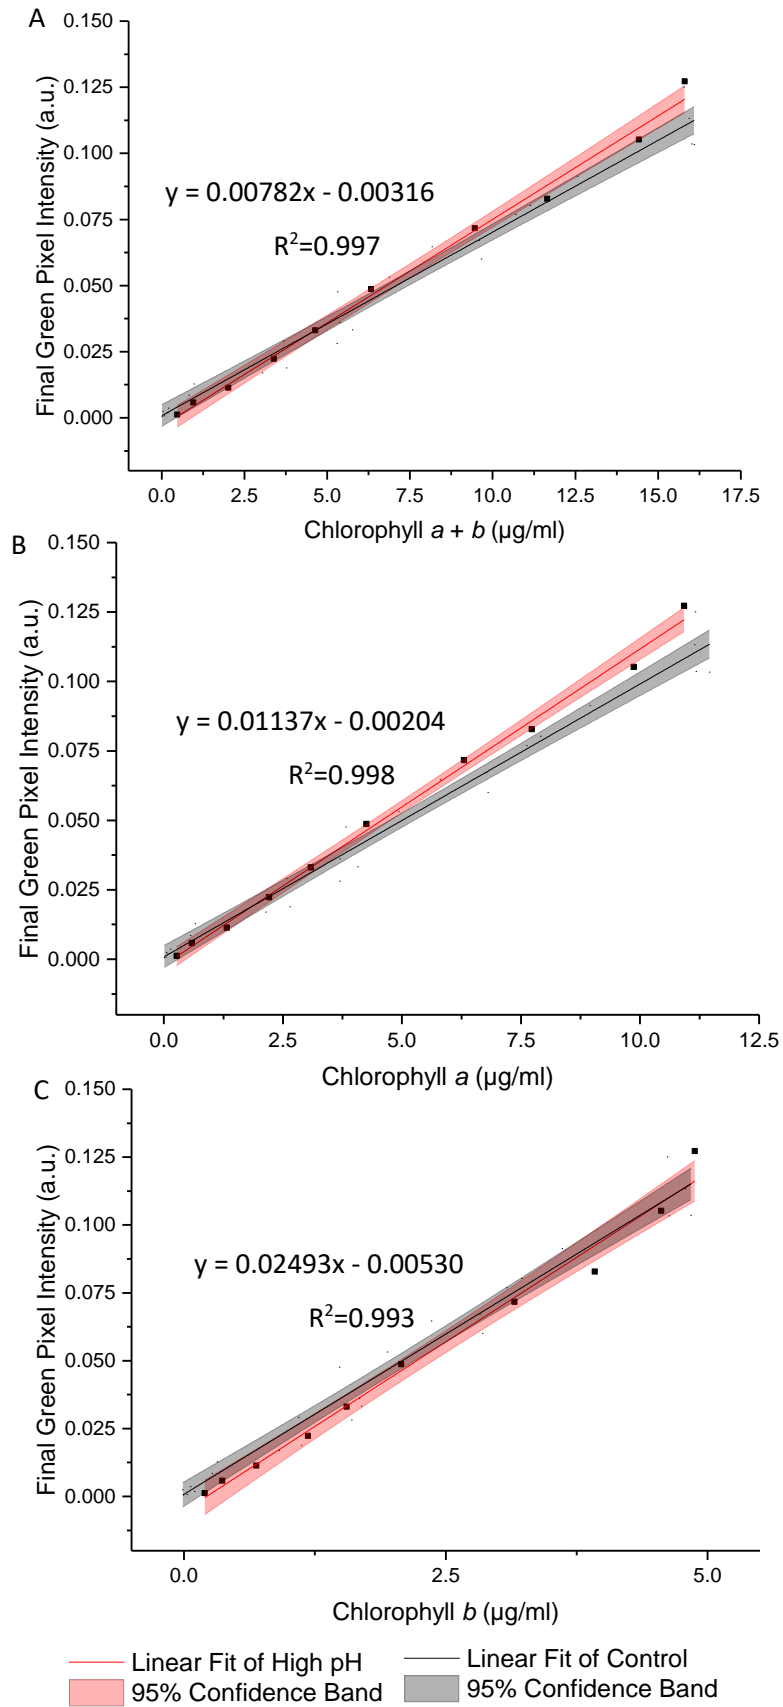 A
0.150
0.125
0.100
0.075
0.050
0.025
0.000
Final Green Pixel Intensity (a.u.)
y = 0.00782x - 0.00316
R²=0.997
0.0 2.5 5.0 7.5 10.0 12.5 15.0 17.5
Chlorophyll a + b (µg/ml)
B
0.150
0.125
0.100
0.075
0.050
0.025
0.000
Final Green Pixel Intensity (a.u.)
y = 0.01137x - 0.00204
R²=0.998
0.0 2.5 5.0 7.5 10.0 12.5
Chlorophyll a (µg/ml)
C
0.150
0.125
0.100
0.075
0.050
0.025
0.000
Final Green Pixel Intensity (a.u.)
y = 0.02493x - 0.00530
R²=0.993
0.0 2.5 5.0
Chlorophyll b (µg/ml)
Linear Fit of High pH Linear Fit of Control
95% Confidence Band 95% Confidence Band